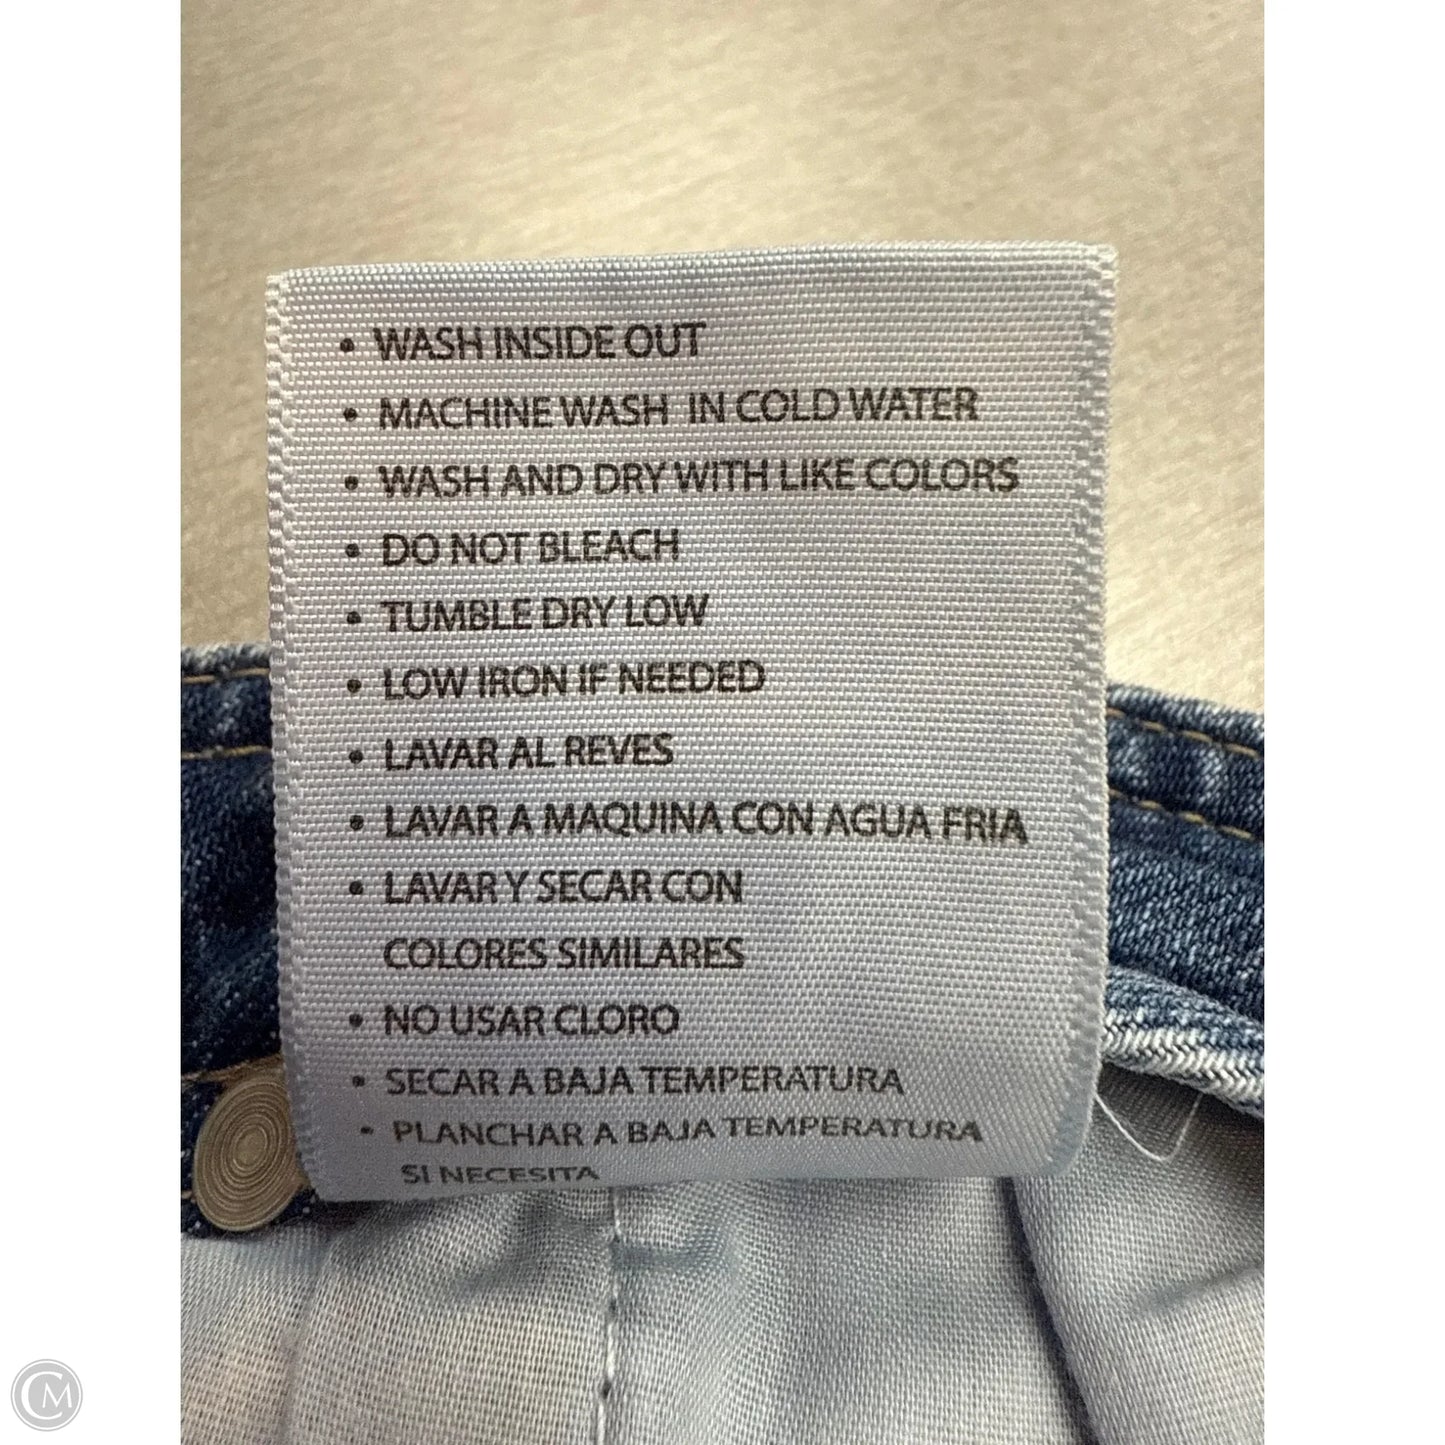 • WASH INSIDE OUT
• MACHINE WASH IN COLD WATER
• WASH AND DRY WITH LIKE COLORS
• DO NOT BLEACH
• TUMBLE DRY LOW
• LOW IRON IF NEEDED
• LAVAR AL REVES
• LAVAR A MAQUINA CON AGUA FRIA
• LAVAR Y SECAR CON
COLORES SIMILARES
• NO USAR CLORO
• SECAR A BAJA TEMPERATURA
• PLANCHAR A BAJA TEMPERATURA
SI NECESITA
CM